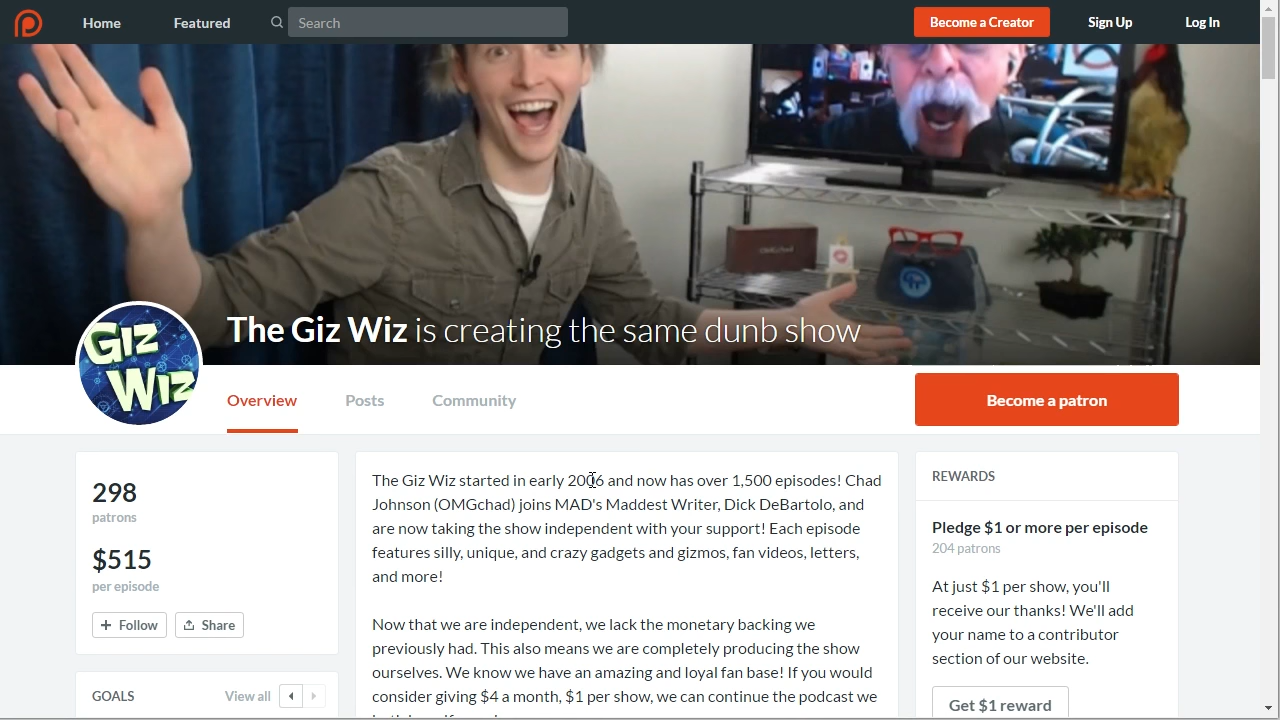 Home
Featured
Search
Become a Creator
Sign Up
Log In
GIZ
WIZ
The Giz Wiz is creating the same dunb show
Overview
Posts
Community
Become a patron
298
patrons
$515
per episode
+ Follow
Share
GOALS
View all
The Giz Wiz started in early 2006 and now has over 1,500 episodes! Chad
Johnson (OMGchad) joins MAD's Maddest Writer, Dick DeBartolo, and
are now taking the show independent with your support! Each episode
features silly, unique, and crazy gadgets and gizmos, fan videos, letters,
and more!
Now that we are independent, we lack the monetary backing we
previously had. This also means we are completely producing the show
ourselves. We know we have an amazing and loyal fan base! If you would
consider giving $4 a month, $1 per show, we can continue the podcast we
REWARDS
Pledge $1 or more per episode
204 patrons
At just $1 per show, you'll
receive our thanks! We'll add
your name to a contributor
section of our website.
Get $1 reward